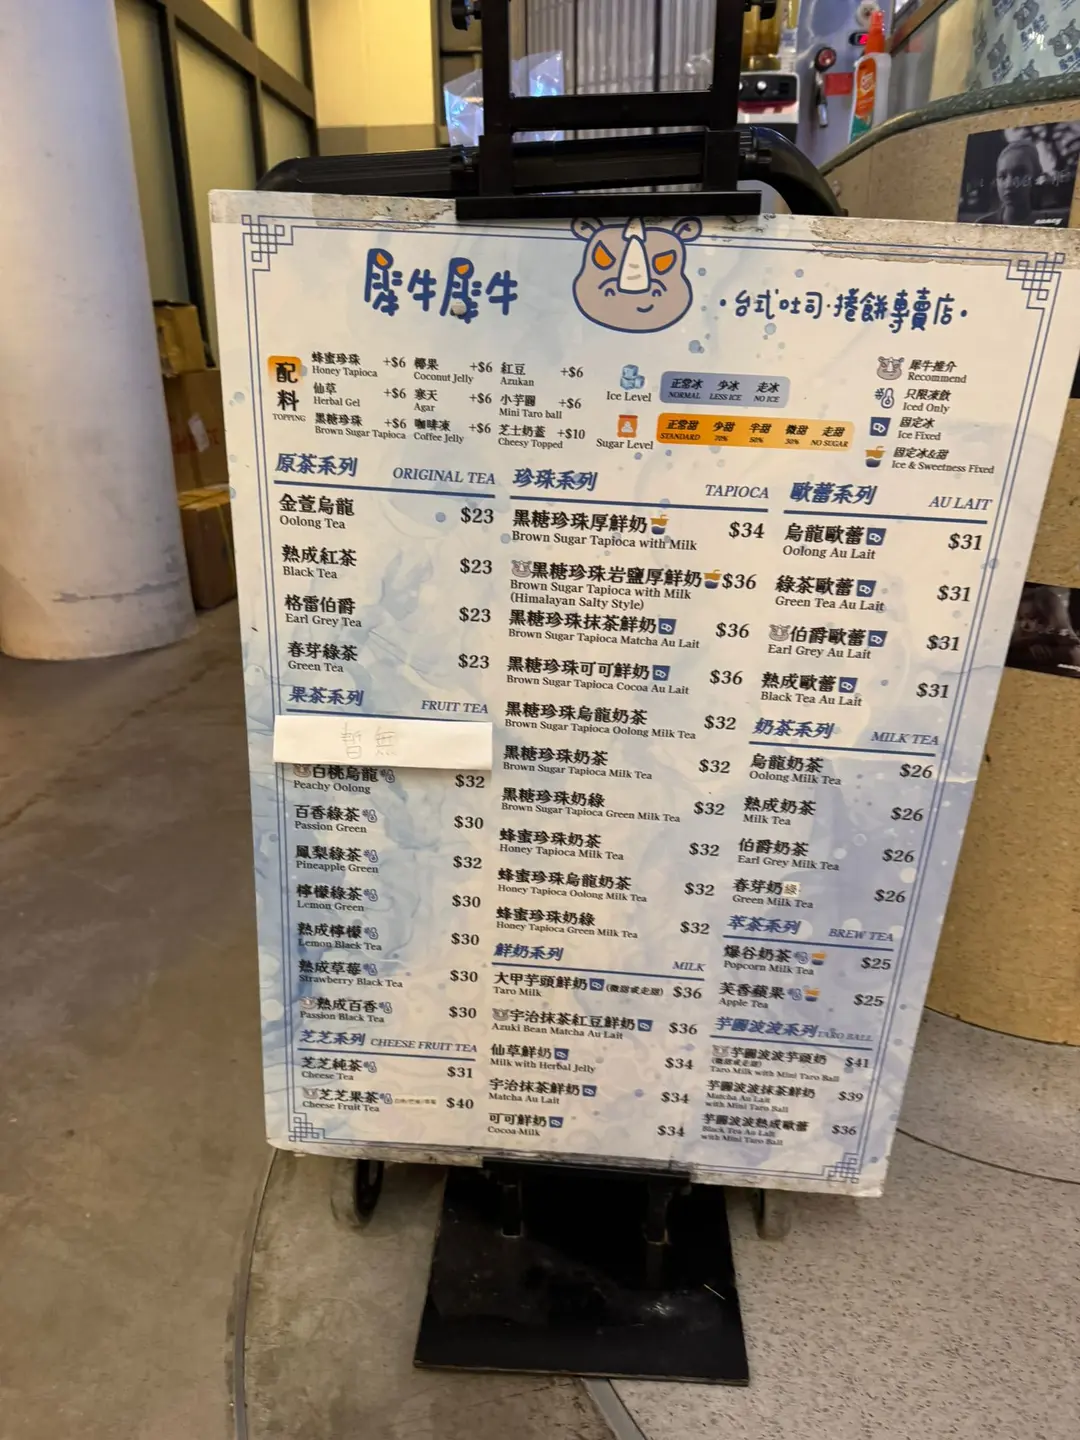 犀牛犀牛
·台式吐司·捲餅專賣店·
配料
TOPPING
蜂蜜珍珠 +$6
Honey Tapioca
仙草 +$6
Herbal Gel
黑糖珍珠 +$6
Brown Sugar Tapioca
椰果 +$6
Coconut Jelly
寒天 +$6
Agar
咖啡凍 +$6
Coffee Jelly
紅豆 +$6
Azukan
小芋圓 +$6
Mini Taro ball
芝士奶蓋 +$10
Cheesy Topped
Ice Level
正常冰 少冰 走冰
NORMAL LESS ICE NO ICE
Sugar Level
正常甜 少甜 半甜 微甜 走甜
STANDARD 70% 50% 30% NO SUGAR
犀牛推介
Recommend
只限凍飲
Iced Only
固定冰
Ice Fixed
固定冰&甜
Ice & Sweetness Fixed
原茶系列 ORIGINAL TEA
金萱烏龍 $23
Oolong Tea
熟成紅茶 $23
Black Tea
格雷伯爵 $23
Earl Grey Tea
春芽綠茶 $23
Green Tea
果茶系列 FRUIT TEA
暫無
白桃烏龍 $32
Peachy Oolong
百香綠茶 $30
Passion Green
鳳梨綠茶 $32
Pineapple Green
檸檬綠茶 $30
Lemon Green
熟成檸檬 $30
Lemon Black Tea
熟成草莓 $30
Strawberry Black Tea
熟成百香 $30
Passion Black Tea
芝芝系列 CHEESE FRUIT TEA
芝芝純茶 $31
Cheese Tea
芝芝果茶 $40
Cheese Fruit Tea
珍珠系列 TAPIOCA
黑糖珍珠厚鮮奶 $34
Brown Sugar Tapioca with Milk
黑糖珍珠岩鹽厚鮮奶 $36
Brown Sugar Tapioca with Milk
(Himalayan Salty Style)
黑糖珍珠抹茶鮮奶 $36
Brown Sugar Tapioca Matcha Au Lait
黑糖珍珠可可鮮奶 $36
Brown Sugar Tapioca Cocoa Au Lait
黑糖珍珠烏龍奶茶 $32
Brown Sugar Tapioca Oolong Milk Tea
黑糖珍珠奶茶 $32
Brown Sugar Tapioca Milk Tea
黑糖珍珠奶綠 $32
Brown Sugar Tapioca Green Milk Tea
蜂蜜珍珠奶茶 $32
Honey Tapioca Milk Tea
蜂蜜珍珠烏龍奶茶 $32
Honey Tapioca Oolong Milk Tea
蜂蜜珍珠奶綠 $32
Honey Tapioca Green Milk Tea
鮮奶系列 MILK
大甲芋頭鮮奶 (微甜或走甜) $36
Taro Milk
宇治抹茶紅豆鮮奶 $36
Azuki Bean Matcha Au Lait
仙草鮮奶 $34
Milk with Herbal Jelly
宇治抹茶鮮奶 $34
Matcha Au Lait
可可鮮奶 $34
Cocoa Milk
歐蕾系列 AU LAIT
烏龍歐蕾 $31
Oolong Au Lait
綠茶歐蕾 $31
Green Tea Au Lait
伯爵歐蕾 $31
Earl Grey Au Lait
熟成歐蕾 $31
Black Tea Au Lait
奶茶系列 MILK TEA
烏龍奶茶 $26
Oolong Milk Tea
熟成奶茶 $26
Milk Tea
伯爵奶茶 $26
Earl Grey Milk Tea
春芽奶綠 $26
Green Milk Tea
萃茶系列 BREW TEA
爆谷奶茶 $25
Popcorn Milk Tea
芙香蘋果 $25
Apple Tea
芋圓波波系列 TARO BALL
芋圓波波芋頭奶 $41
(微甜或走甜)
Taro Milk with Mini Taro Ball
芋圓波波抹茶鮮奶 $39
Matcha Au Lait
with Mini Taro Ball
芋圓波波熟成歐蕾 $36
Black Tea Au Lait
with Mini Taro Ball